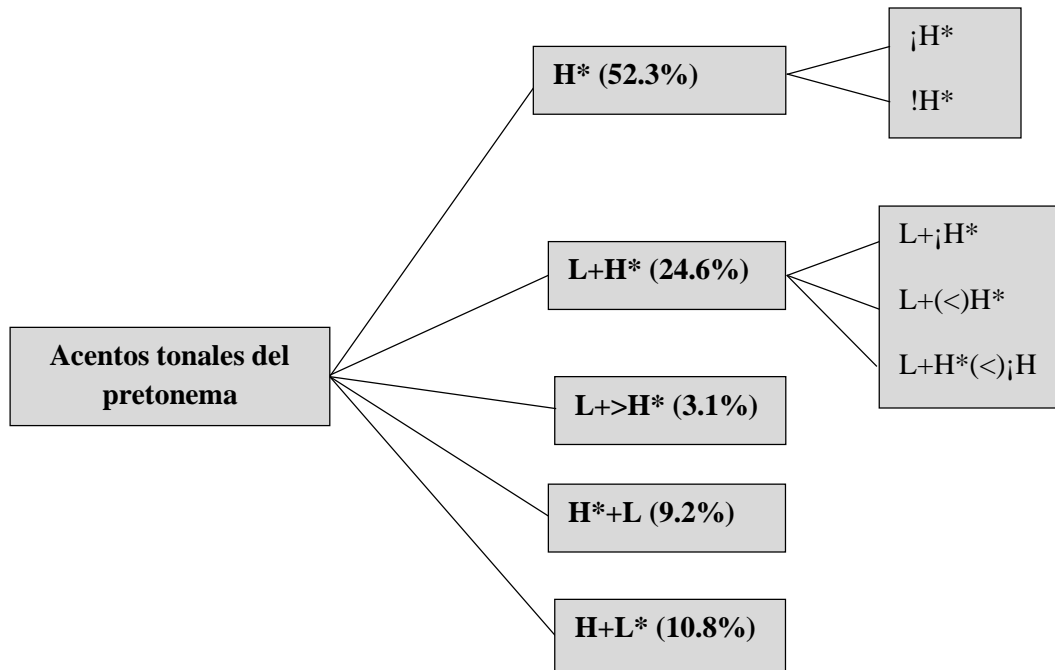 ¡H*
H* (52.3%)
!H*
L+¡H*
L+H* (24.6%)
L+(<)H*
Acentos tonales del
pretonema
L+H*(<)¡H
L+>H* (3.1%)
H*+L (9.2%)
H+L* (10.8%)